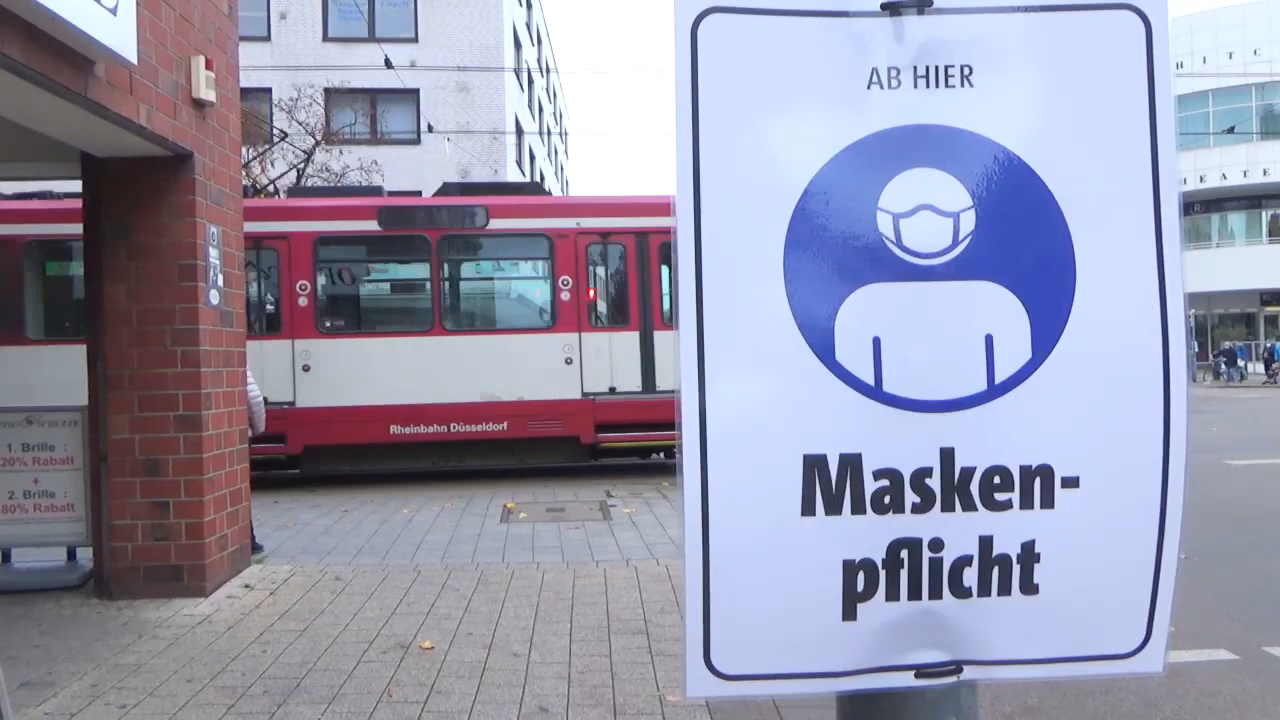 AB HIER
Masken-
pflicht
Rheinbahn Düsseldorf
1. Brille :
20% Rabatt
+
2. Brille :
80% Rabatt